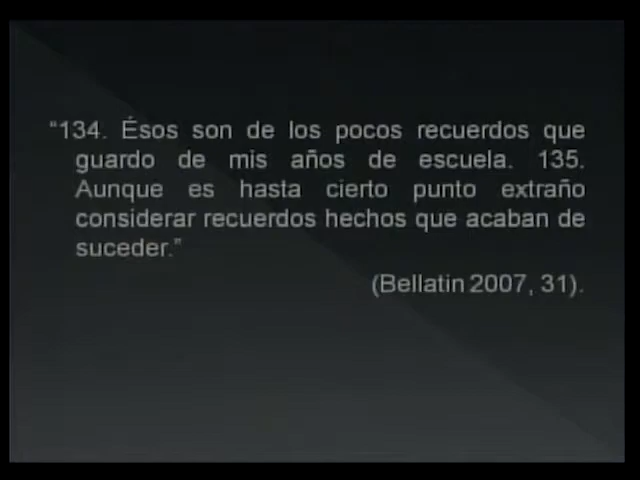 “134. Ésos son de los pocos recuerdos que
guardo de mis años de escuela. 135.
Aunque es hasta cierto punto extraño
considerar recuerdos hechos que acaban de
suceder.”
(Bellatin 2007, 31).